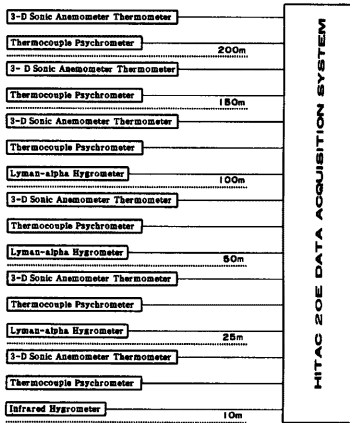 3-D Sonic Anemometer Thermometer
Thermocouple Psychrometer
200m
3- D Sonic Anemometer Thermometer
Thermocouple Psychrometer
150m
3-D Sonic Anemometer Thermometer
Thermocouple Psychrometer
Lyman-alpha Hygrometer
100m
3-D Sonic Anemometer Thermometer
Thermocouple Psychrometer
Lyman-alpha Hygrometer
50m
3-D Sonic Anemometer Thermometer
Thermocouple Psychrometer
Lyman-alpha Hygrometer
25m
3-D Sonic Anemometer Thermometer
Thermocouple Psychrometer
Infrared Hygrometer
10m
HITAC 20E DATA ACQUISITION SYSTEM